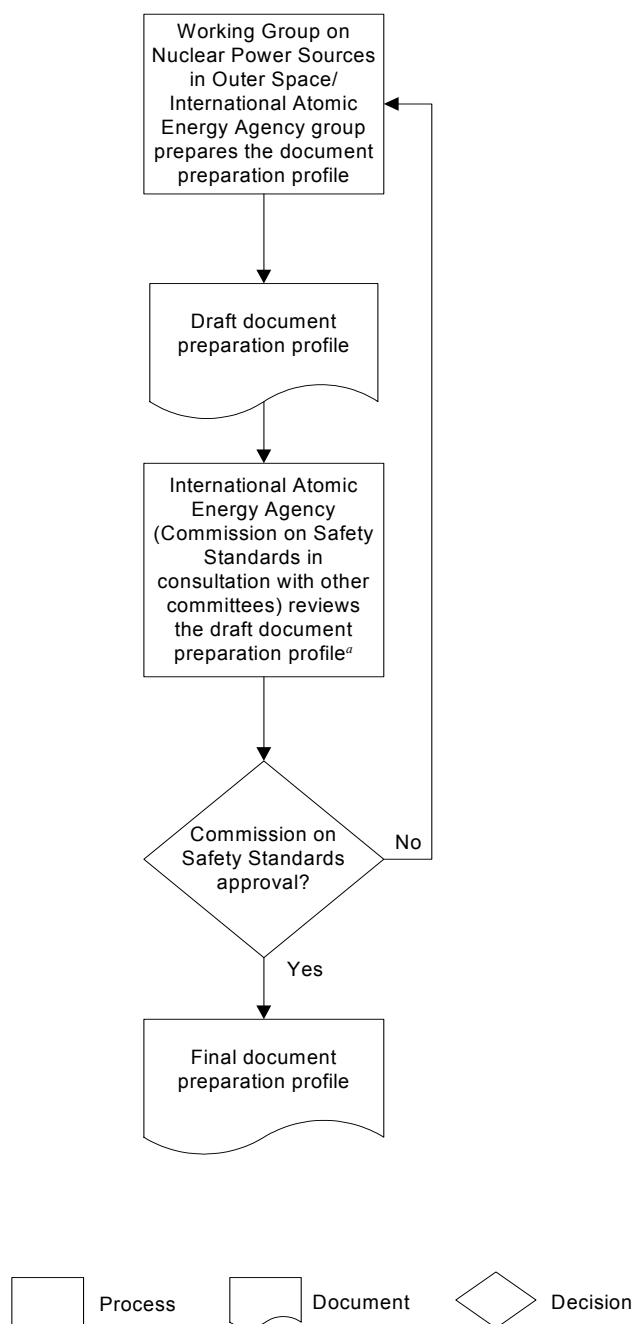 Working Group on
Nuclear Power Sources
in Outer Space/
International Atomic
Energy Agency group
prepares the document
preparation profile
Draft document
preparation profile
International Atomic
Energy Agency
(Commission on Safety
Standards in
consultation with other
committees) reviews
the draft document
preparation profileᵃ
Commission on
Safety Standards
approval?
No
Yes
Final document
preparation profile
Process
Document
Decision